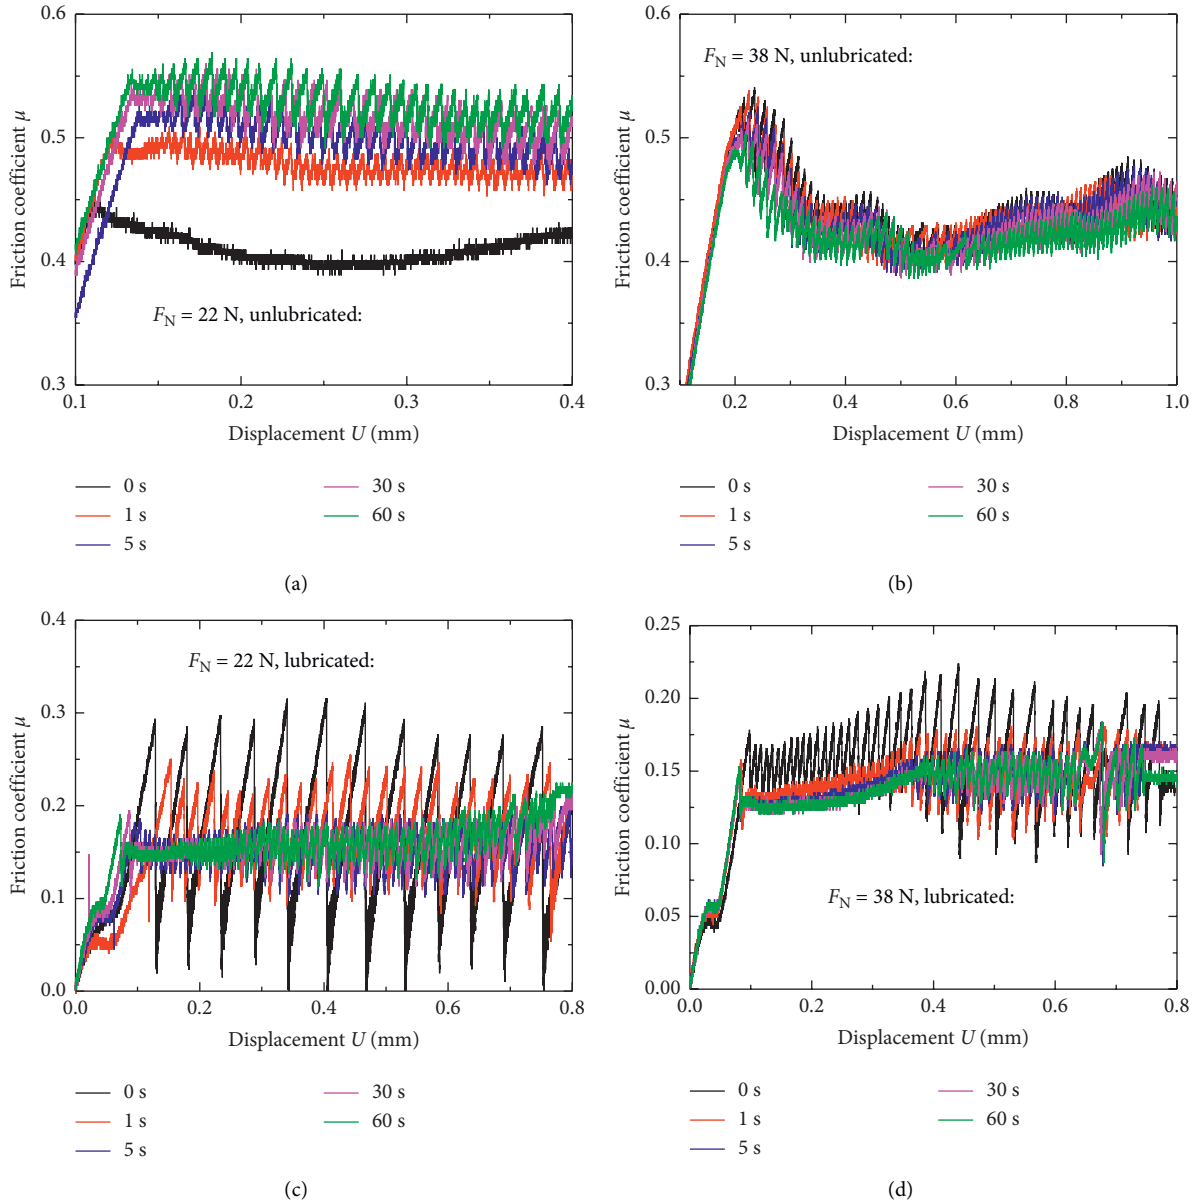 0.6
0.5
0.4
0.3
Friction coefficient μ
F_N = 22 N, unlubricated:
0.1 0.2 0.3 0.4
Displacement U (mm)
0 s
1 s
5 s
30 s
60 s
(a)
0.6
0.5
0.4
0.3
Friction coefficient μ
F_N = 38 N, unlubricated:
0.2 0.4 0.6 0.8 1.0
Displacement U (mm)
0 s
1 s
5 s
30 s
60 s
(b)
0.4
0.3
0.2
0.1
0.0
Friction coefficient μ
F_N = 22 N, lubricated:
0.0 0.2 0.4 0.6 0.8
Displacement U (mm)
0 s
1 s
5 s
30 s
60 s
(c)
0.25
0.20
0.15
0.10
0.05
0.00
Friction coefficient μ
F_N = 38 N, lubricated:
0.0 0.2 0.4 0.6 0.8
Displacement U (mm)
0 s
1 s
5 s
30 s
60 s
(d)